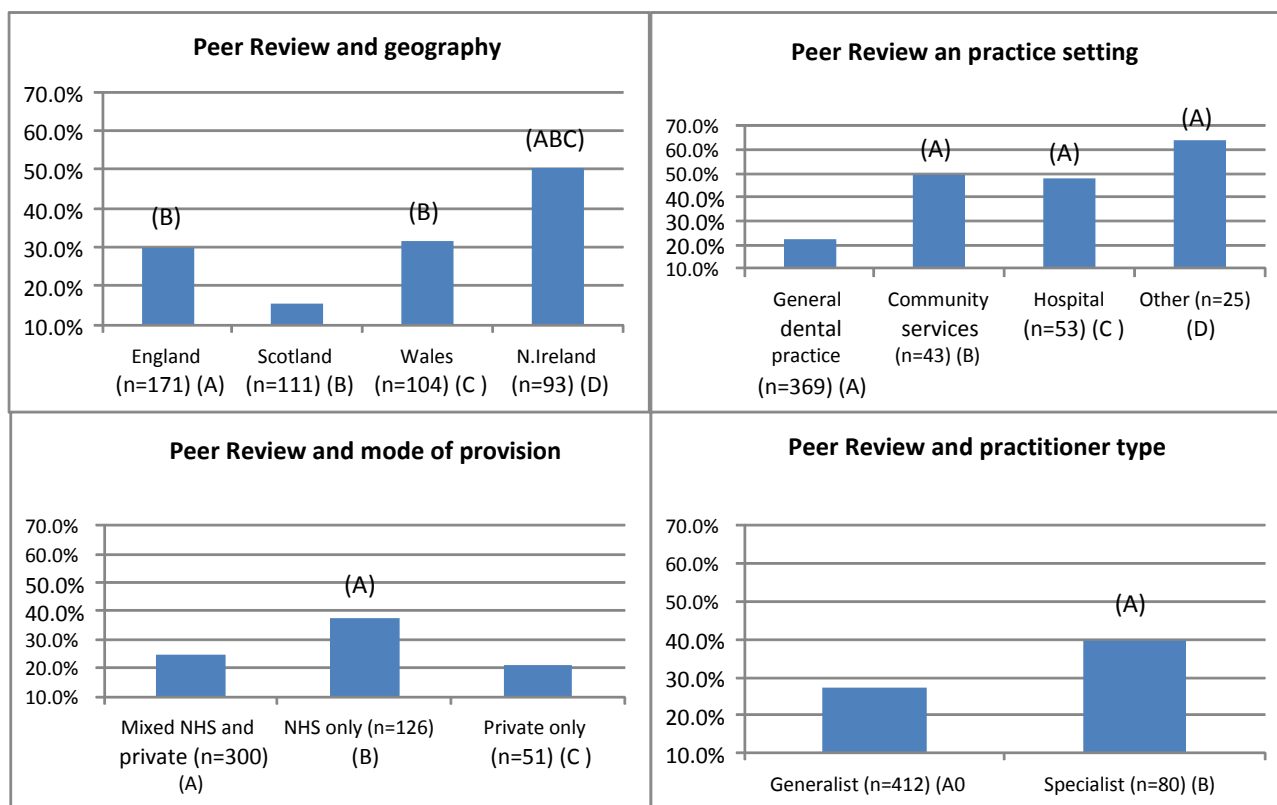 Peer Review and geography
70.0%
60.0%
50.0%
40.0%
30.0%
20.0%
10.0%
(B)
(B)
(ABC)
England
(n=171) (A)
Scotland
(n=111) (B)
Wales
(n=104) (C )
N.Ireland
(n=93) (D)
Peer Review an practice setting
70.0%
60.0%
50.0%
40.0%
30.0%
20.0%
10.0%
(A)
(A)
(A)
General
dental
practice
(n=369) (A)
Community
services
(n=43) (B)
Hospital
(n=53) (C )
Other (n=25)
(D)
Peer Review and mode of provision
70.0%
60.0%
50.0%
40.0%
30.0%
20.0%
10.0%
(A)
Mixed NHS and
private (n=300)
(A)
NHS only (n=126)
(B)
Private only
(n=51) (C )
Peer Review and practitioner type
70.0%
60.0%
50.0%
40.0%
30.0%
20.0%
10.0%
(A)
Generalist (n=412) (A0
Specialist (n=80) (B)